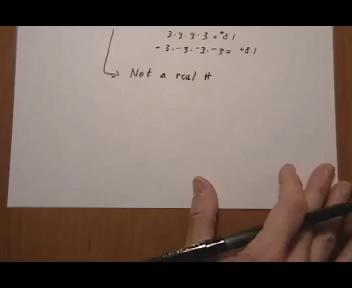 3·3·3·3 = +81
-3·-3·-3·-3 = +81
Not a real #